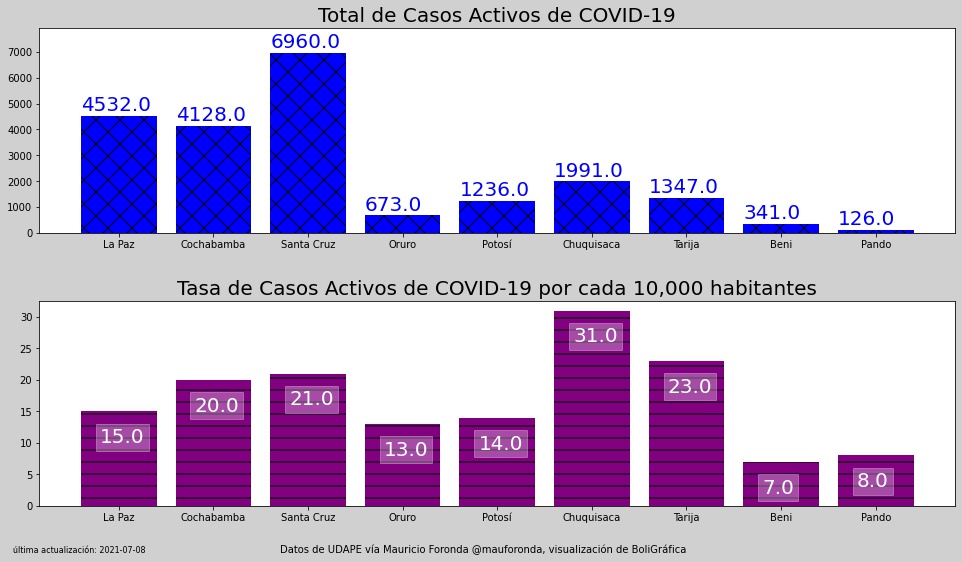 Total de Casos Activos de COVID-19
7000
6000
5000
4000
3000
2000
1000
0
4532.0
4128.0
6960.0
673.0
1236.0
1991.0
1347.0
341.0
126.0
La Paz
Cochabamba
Santa Cruz
Oruro
Potosí
Chuquisaca
Tarija
Beni
Pando
Tasa de Casos Activos de COVID-19 por cada 10,000 habitantes
30
25
20
15
10
5
0
15.0
20.0
21.0
13.0
14.0
31.0
23.0
7.0
8.0
La Paz
Cochabamba
Santa Cruz
Oruro
Potosí
Chuquisaca
Tarija
Beni
Pando
última actualización: 2021-07-08
Datos de UDAPE vía Mauricio Foronda @mauforonda, visualización de BoliGráfica